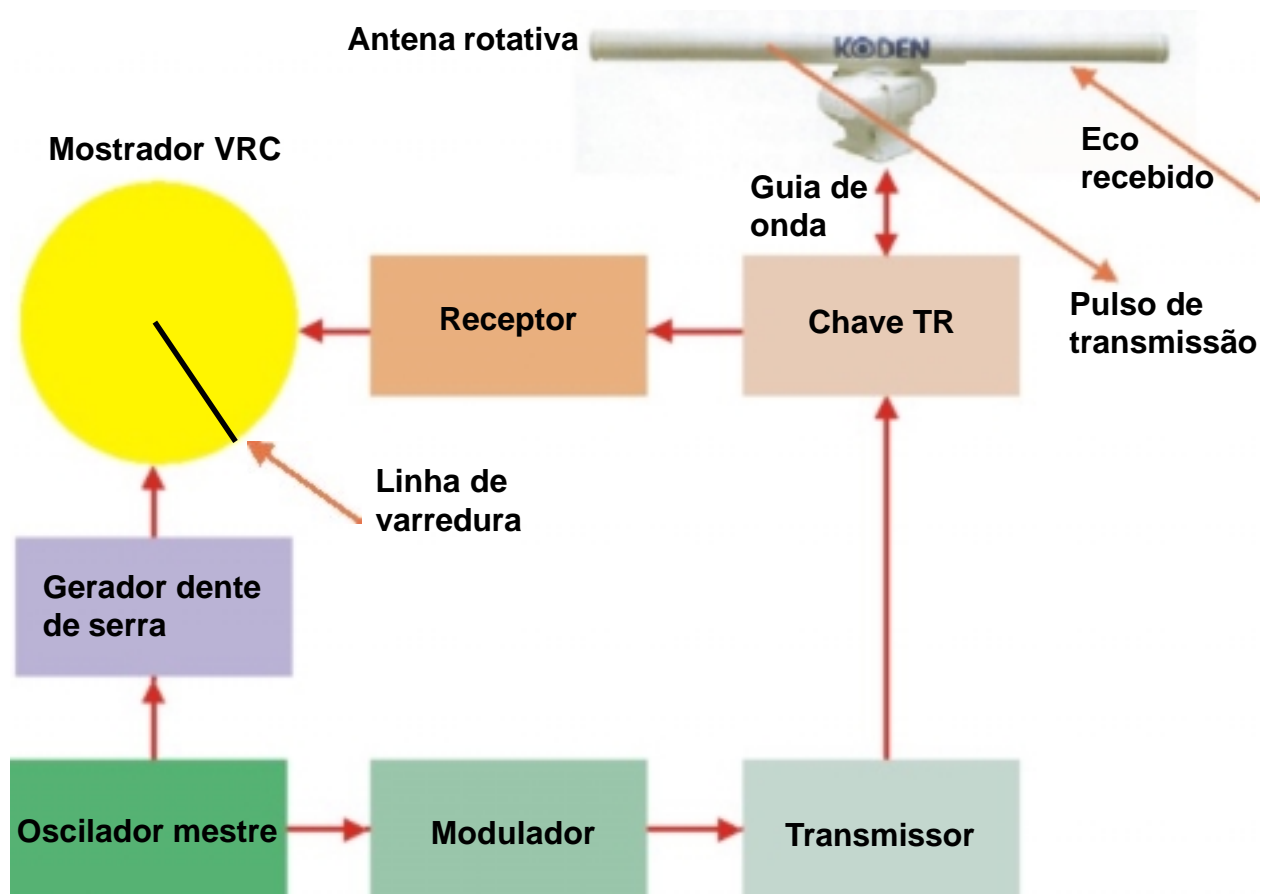 Antena rotativa
KODEN
Mostrador VRC
Eco
recebido
Guia de
onda
Receptor
Chave TR
Pulso de
transmissão
Linha de
varredura
Gerador dente
de serra
Oscilador mestre
Modulador
Transmissor